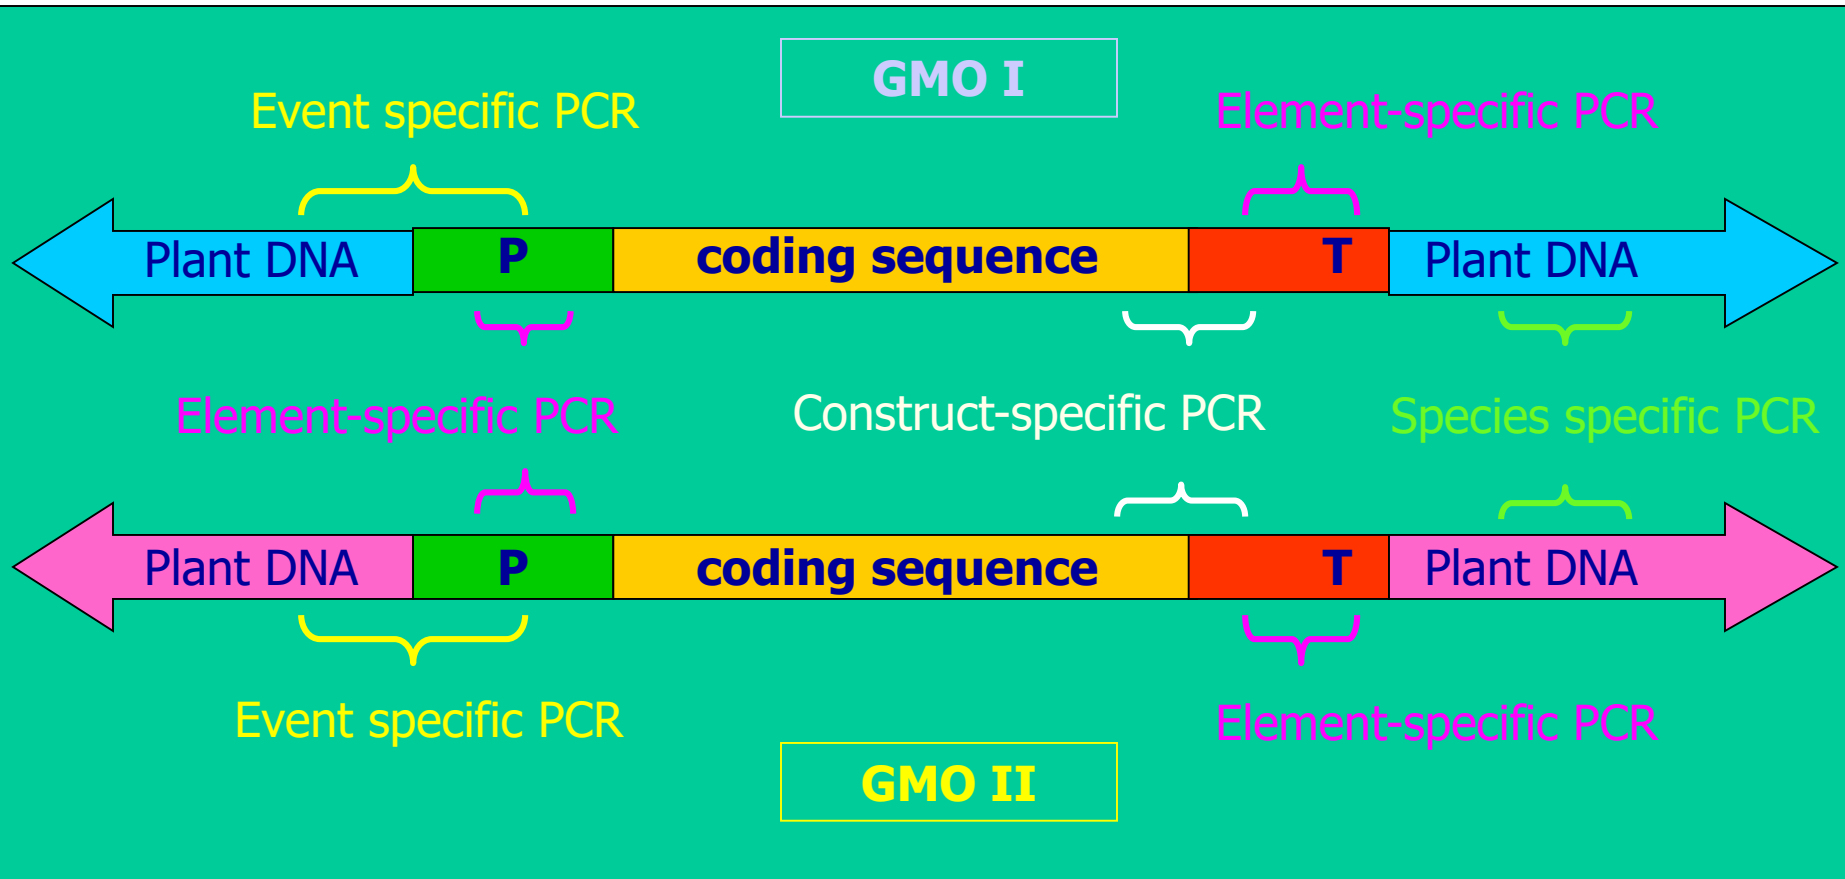 GMO I
Event specific PCR
Element-specific PCR
Plant DNA P coding sequence T Plant DNA
Element-specific PCR Construct-specific PCR Species specific PCR
Plant DNA P coding sequence T Plant DNA
Event specific PCR
Element-specific PCR
GMO II